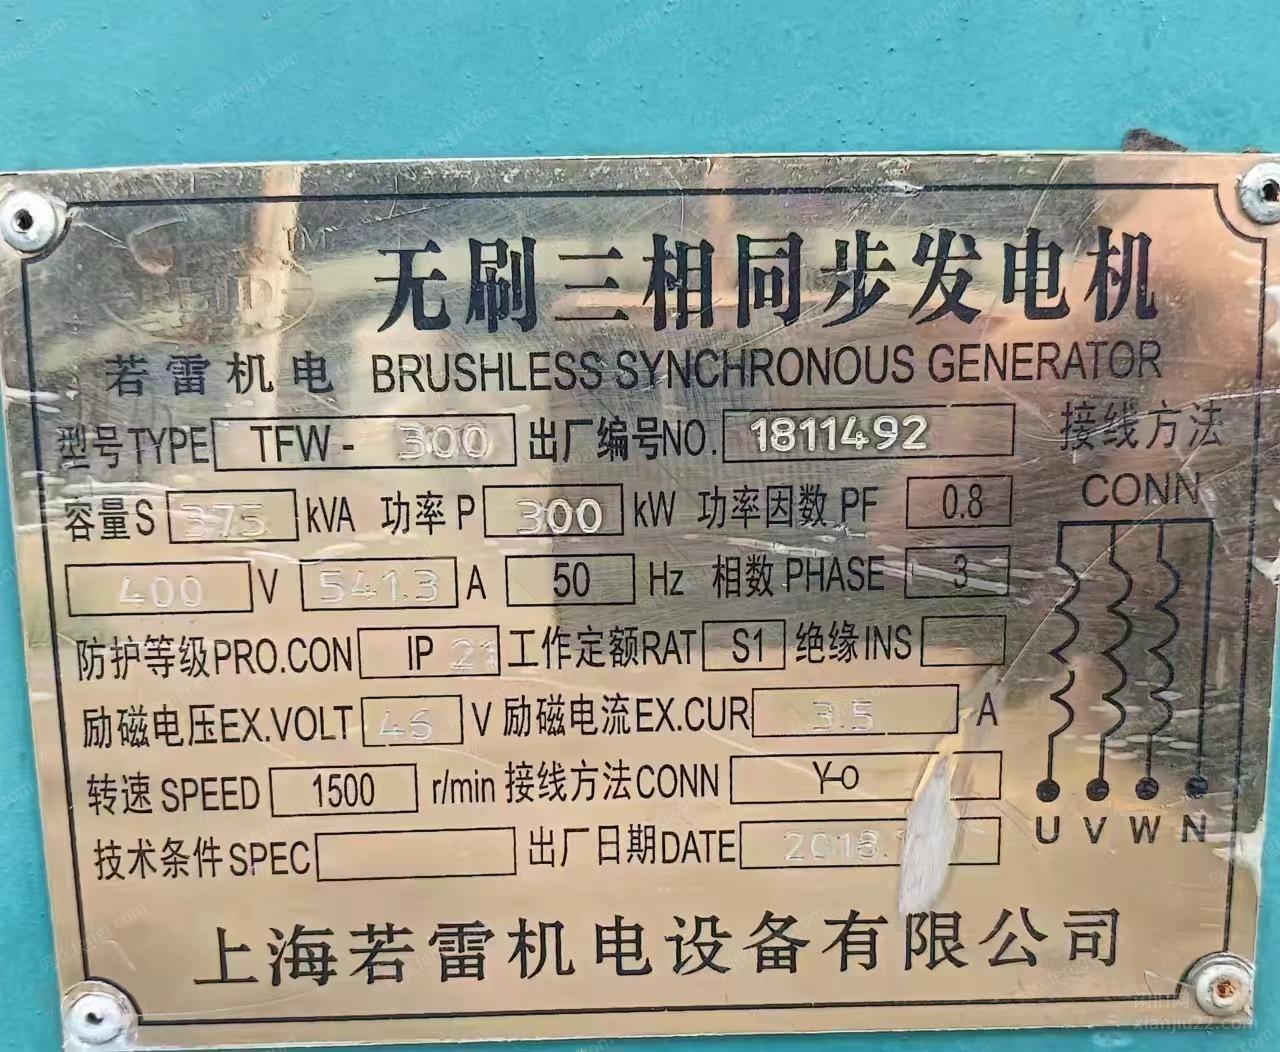 无刷三相同步发电机
若雷机电 BRUSHLESS SYNCHRONOUS GENERATOR
型号TYPE TFW- 300 出厂编号NO. 1811492 接线方法
容量S 375 kVA 功率P 300 kW 功率因数PF 0.8 CONN
400 V 541.3 A 50 Hz 相数PHASE 3
防护等级PRO.CON IP 21 工作定额RAT S1 绝缘INS
励磁电压EX.VOLT 46 V 励磁电流EX.CUR 3.5 A
转速SPEED 1500 r/min 接线方法CONN Y-O
U V W N
技术条件SPEC 出厂日期DATE 2018.
上海若雷机电设备有限公司
xianjiu22.com